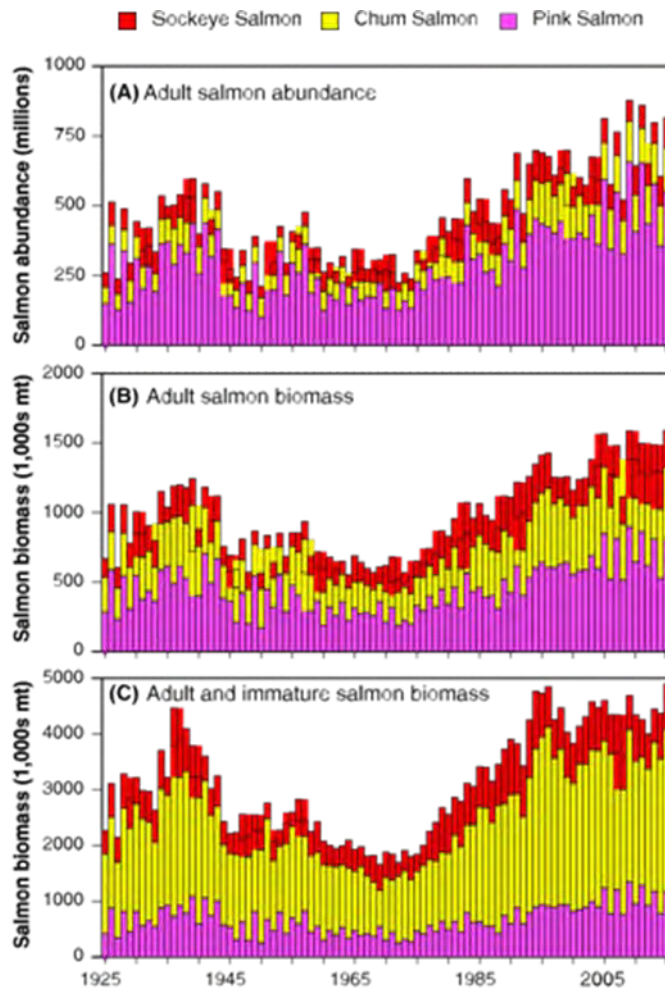 Sockeye Salmon Chum Salmon Pink Salmon
Salmon abundance (millions)
1000
750
500
250
0
(A) Adult salmon abundance
Salmon biomass (1,000s mt)
2000
1500
1000
500
0
(B) Adult salmon biomass
Salmon biomass (1,000s mt)
5000
4000
3000
2000
1000
0
(C) Adult and immature salmon biomass
1925 1945 1965 1985 2005